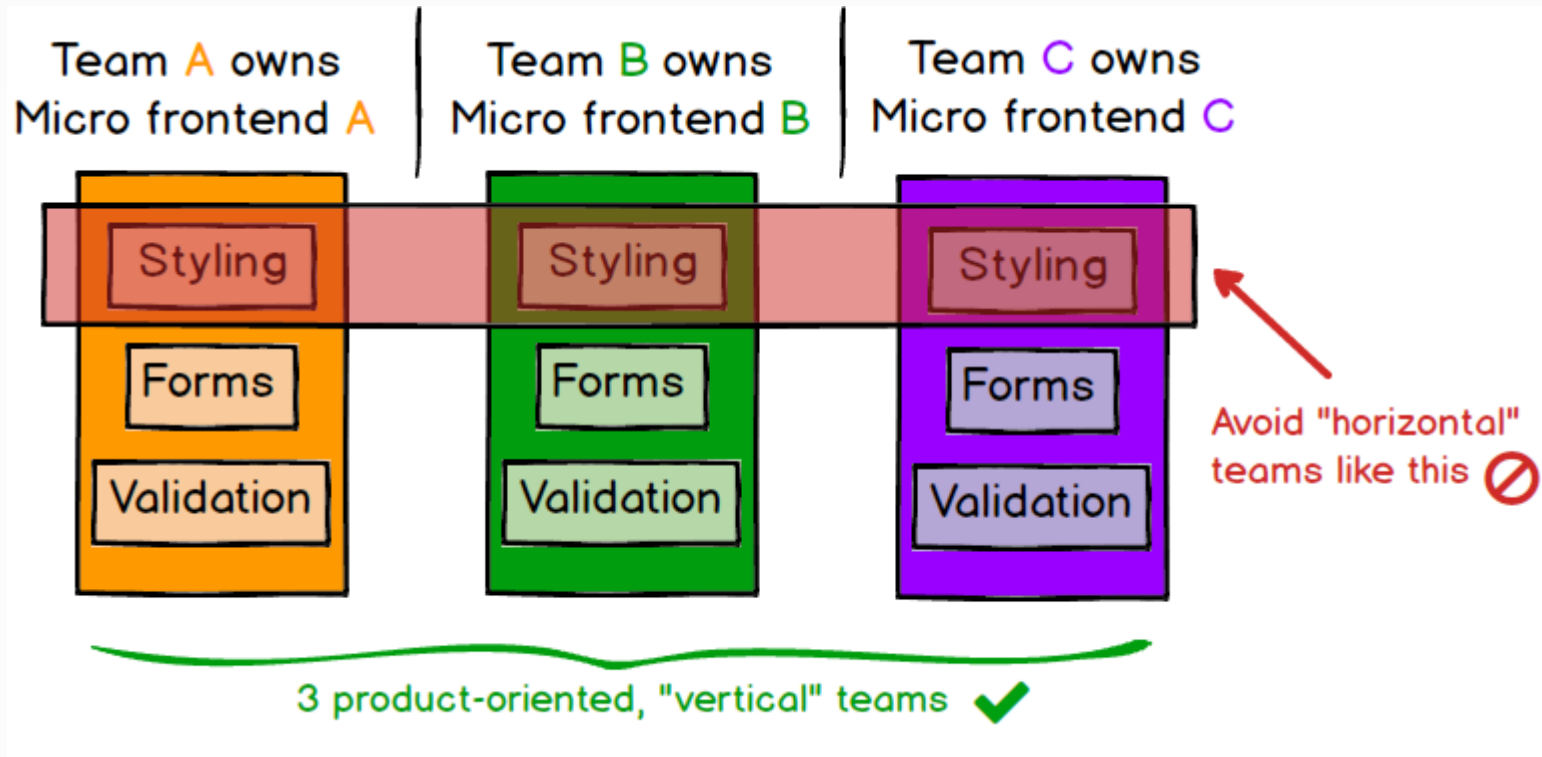 Team A owns
Micro frontend A
Team B owns
Micro frontend B
Team C owns
Micro frontend C
Styling
Styling
Styling
Forms
Forms
Forms
Validation
Validation
Validation
Avoid "horizontal"
teams like this
3 product-oriented, "vertical" teams